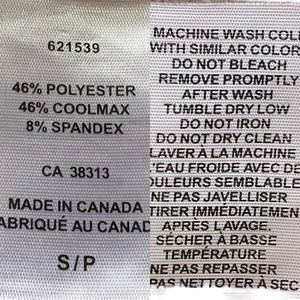 621539
46% POLYESTER
46% COOLMAX
8% SPANDEX
CA 38313
MADE IN CANADA
FABRIQUÉ AU CANAD
S/P
MACHINE WASH COL
WITH SIMILAR COLOR
DO NOT BLEACH
REMOVE PROMPTLY
AFTER WASH
TUMBLE DRY LOW
DO NOT IRON
DO NOT DRY CLEAN
LAVER À LA MACHINE
L'EAU FROIDE AVEC DE
OULEURS SEMBLABLE
NE PAS JAVELLISER
TIRER IMMÉDIATEMEN
APRÈS LAVAGE.
SÉCHER À BASSE
TEMPÉRATURE
NE PAS REPASSER
NE PAS NETTOYER À SEC